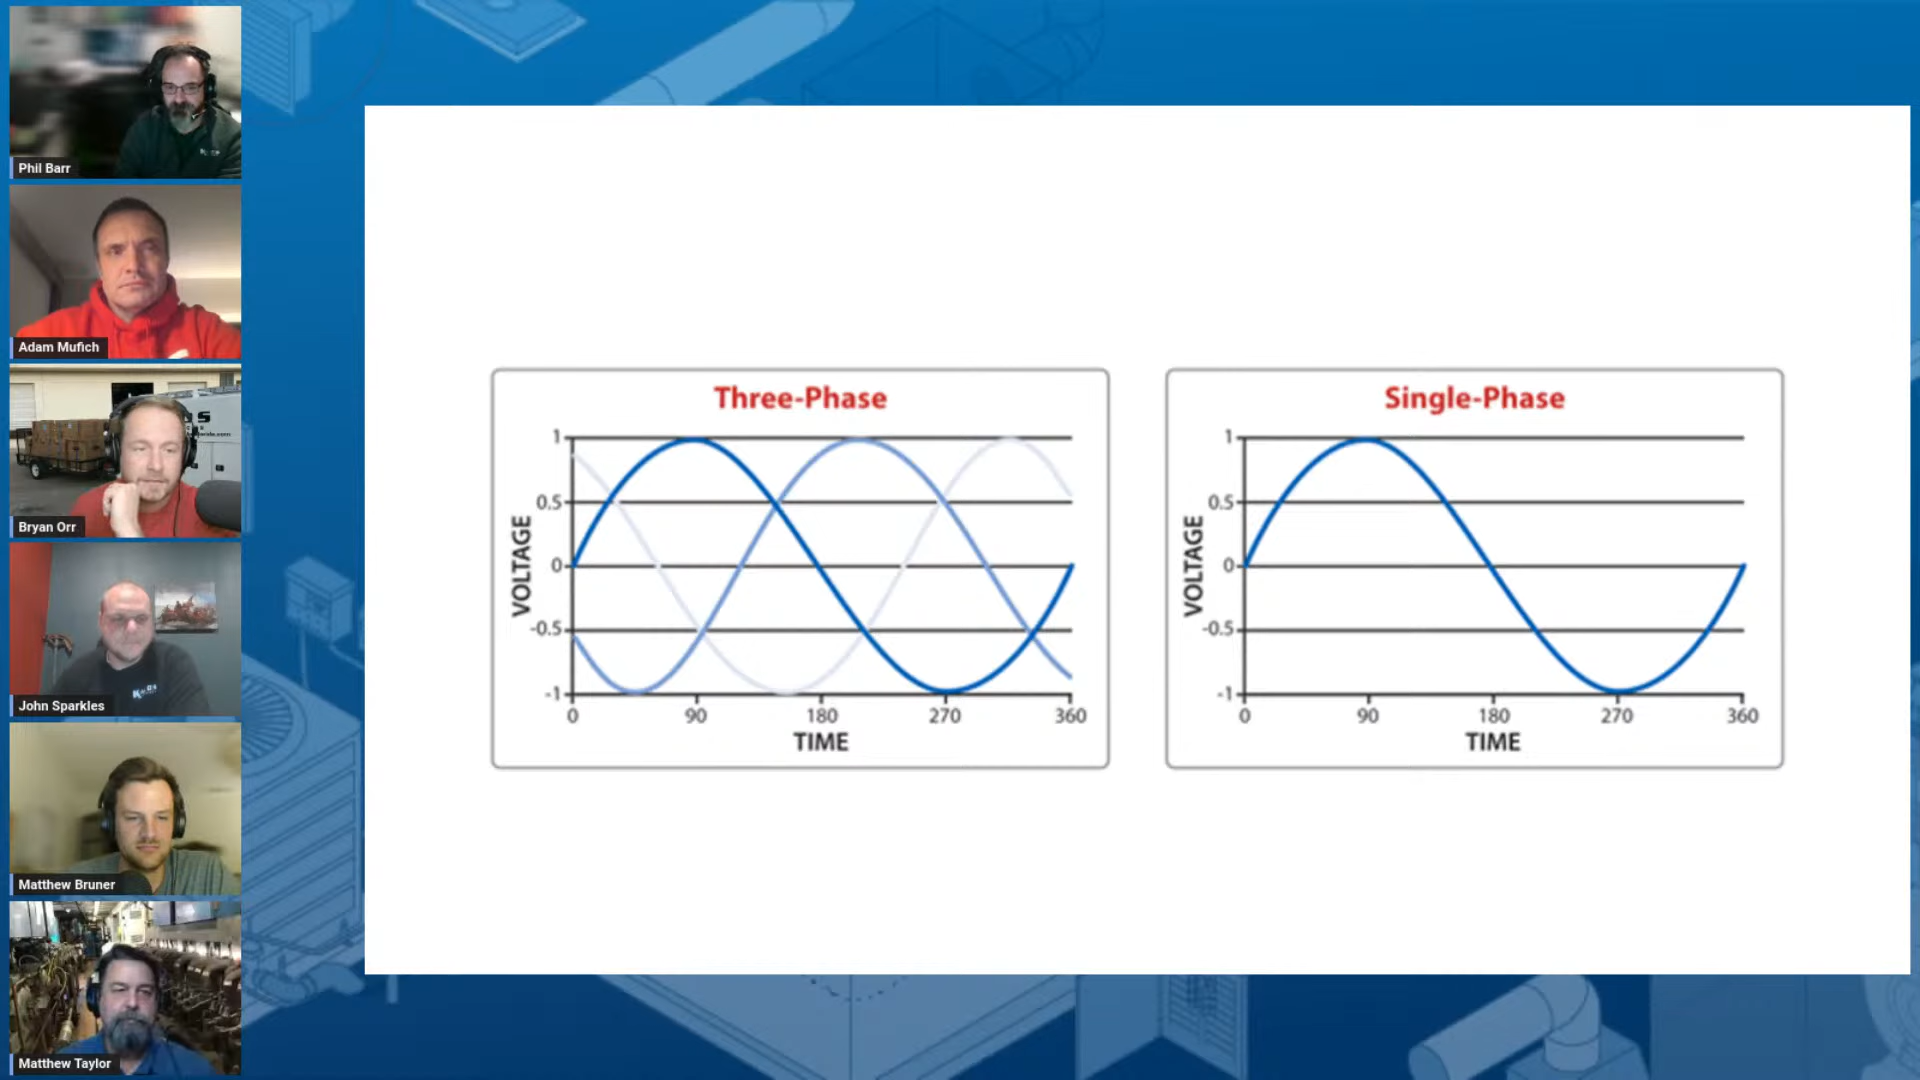 Phil Barr
Adam Mufich
Bryan Orr
John Sparkles
Matthew Bruner
Matthew Taylor
Three-Phase
VOLTAGE
1
0.5
0
-0.5
-1
0 90 180 270 360
TIME
Single-Phase
VOLTAGE
1
0.5
0
-0.5
-1
0 90 180 270 360
TIME